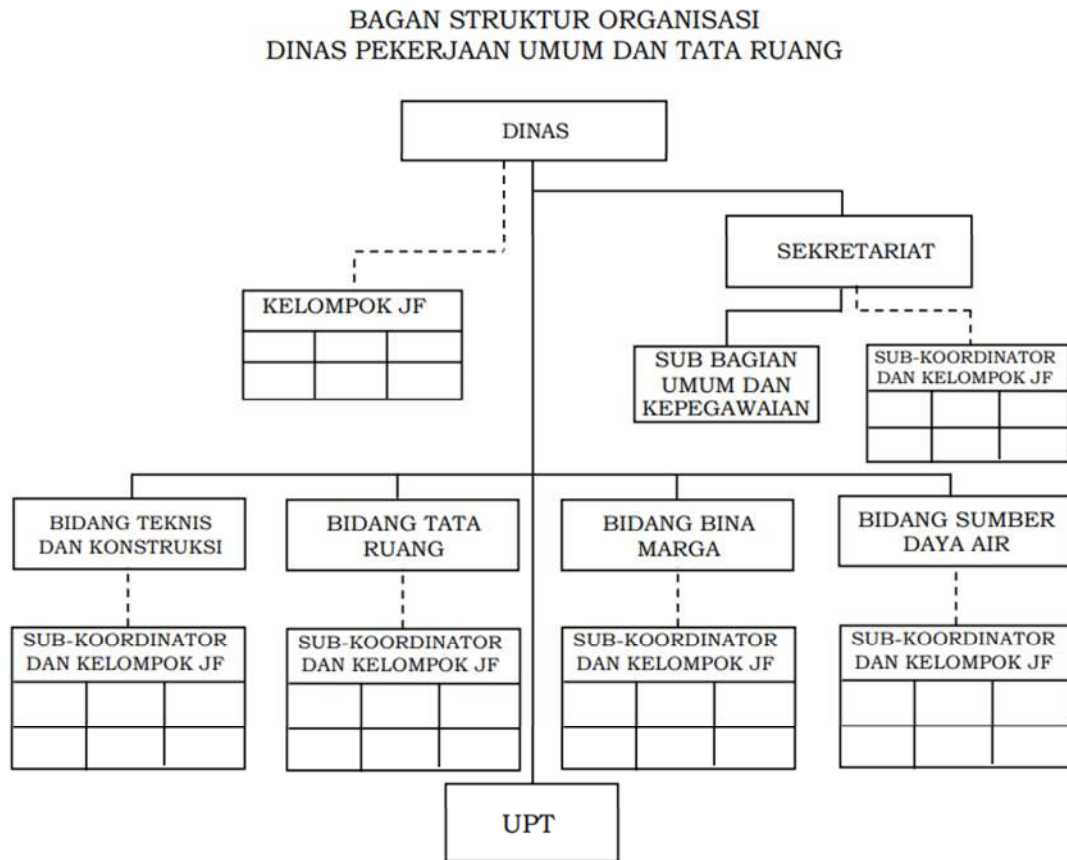 BAGAN STRUKTUR ORGANISASI
DINAS PEKERJAAN UMUM DAN TATA RUANG
DINAS
SEKRETARIAT
KELOMPOK JF
SUB BAGIAN
UMUM DAN
KEPEGAWAIAN
SUB-KOORDINATOR
DAN KELOMPOK JF
BIDANG TEKNIS
DAN KONSTRUKSI
BIDANG TATA
RUANG
BIDANG BINA
MARGA
BIDANG SUMBER
DAYA AIR
SUB-KOORDINATOR
DAN KELOMPOK JF
SUB-KOORDINATOR
DAN KELOMPOK JF
SUB-KOORDINATOR
DAN KELOMPOK JF
SUB-KOORDINATOR
DAN KELOMPOK JF
UPT